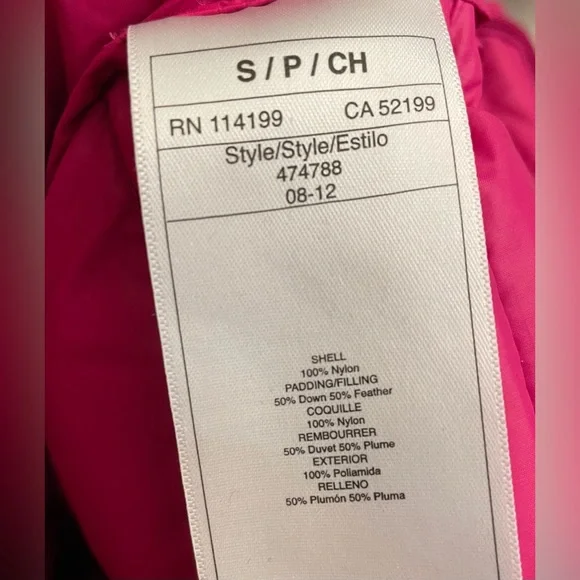 S / P / CH
RN 114199 CA 52199
Style/Style/Estilo
474788
08-12
SHELL
100% Nylon
PADDING/FILLING
50% Down 50% Feather
COQUILLE
100% Nylon
REMBOURRER
50% Duvet 50% Plume
EXTERIOR
100% Poliamida
RELLENO
50% Plumón 50% Pluma